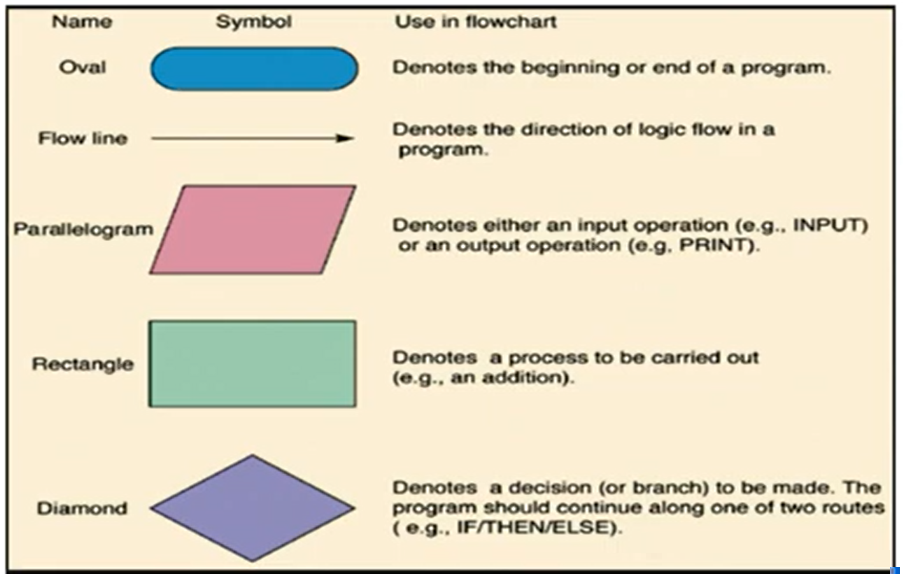 Name Symbol Use in flowchart
Oval Denotes the beginning or end of a program.
Flow line Denotes the direction of logic flow in a
program.
Parallelogram Denotes either an input operation (e.g., INPUT)
or an output operation (e.g, PRINT).
Rectangle Denotes a process to be carried out
(e.g., an addition).
Diamond Denotes a decision (or branch) to be made. The
program should continue along one of two routes
( e.g., IF/THEN/ELSE).